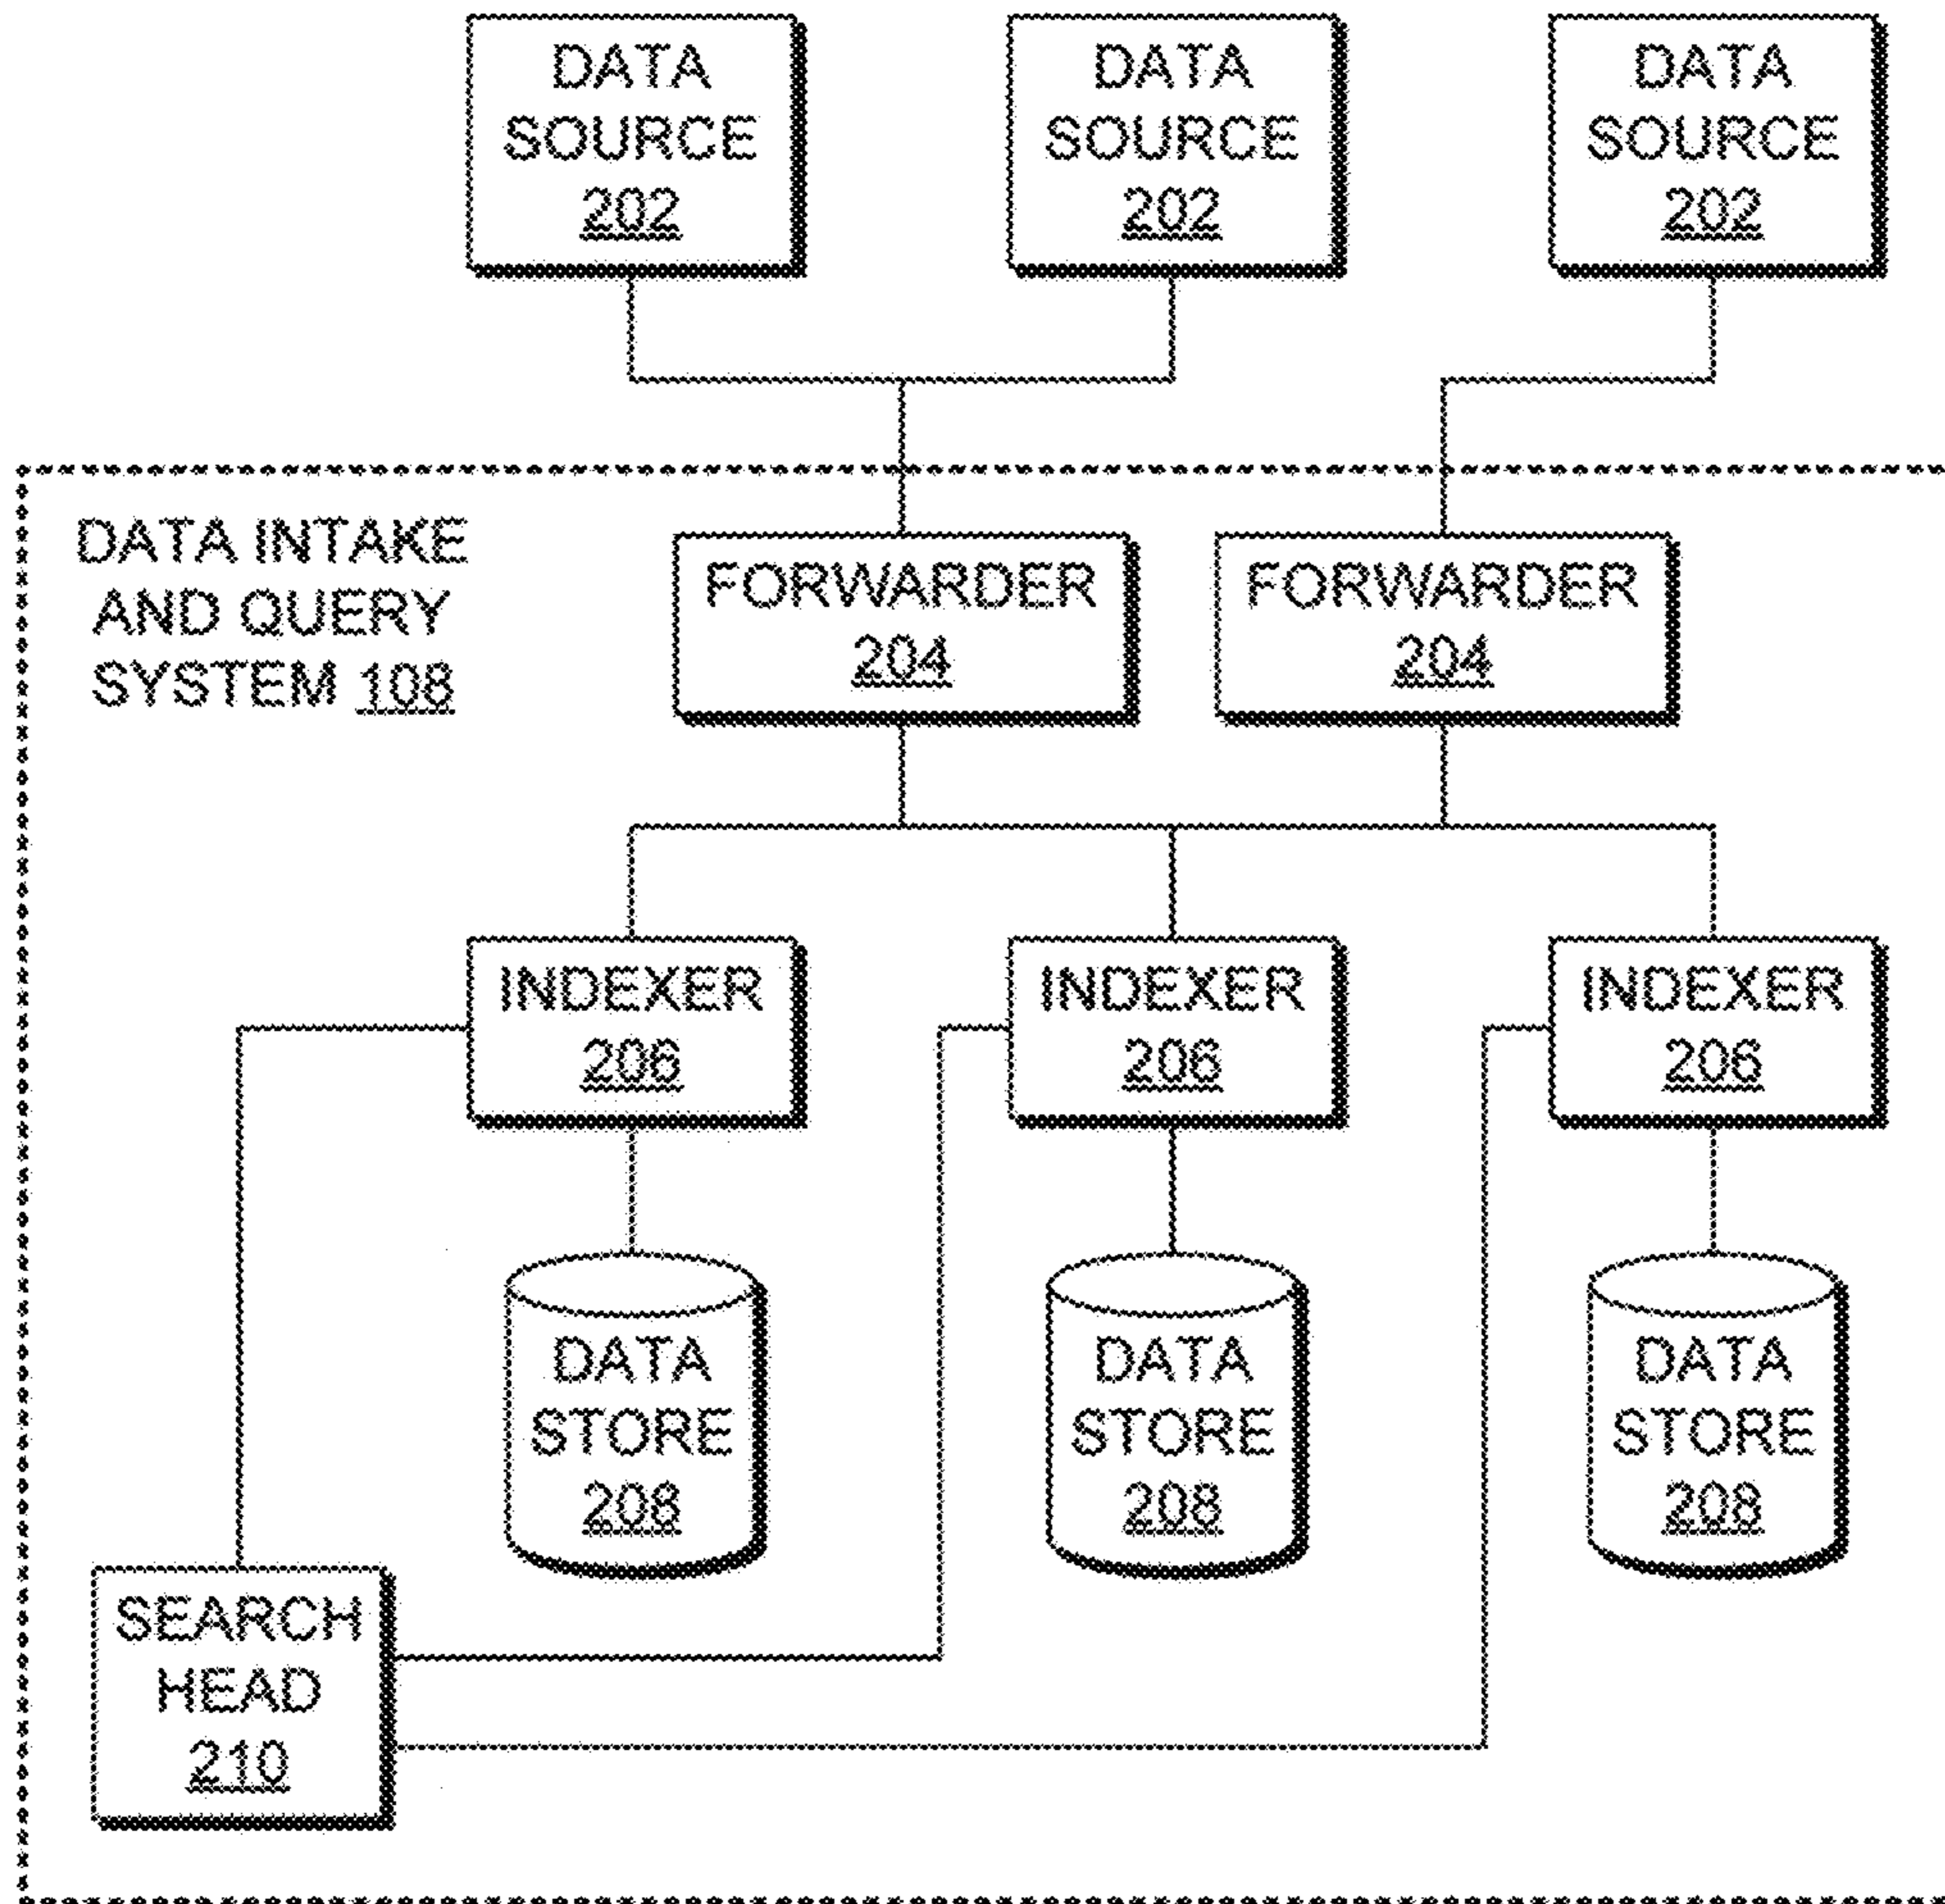 DATA
SOURCE
202
DATA
SOURCE
202
DATA
SOURCE
202
DATA INTAKE
AND QUERY
SYSTEM 108
FORWARDER
204
FORWARDER
204
INDEXER
206
INDEXER
206
INDEXER
206
DATA
STORE
208
DATA
STORE
208
DATA
STORE
208
SEARCH
HEAD
210